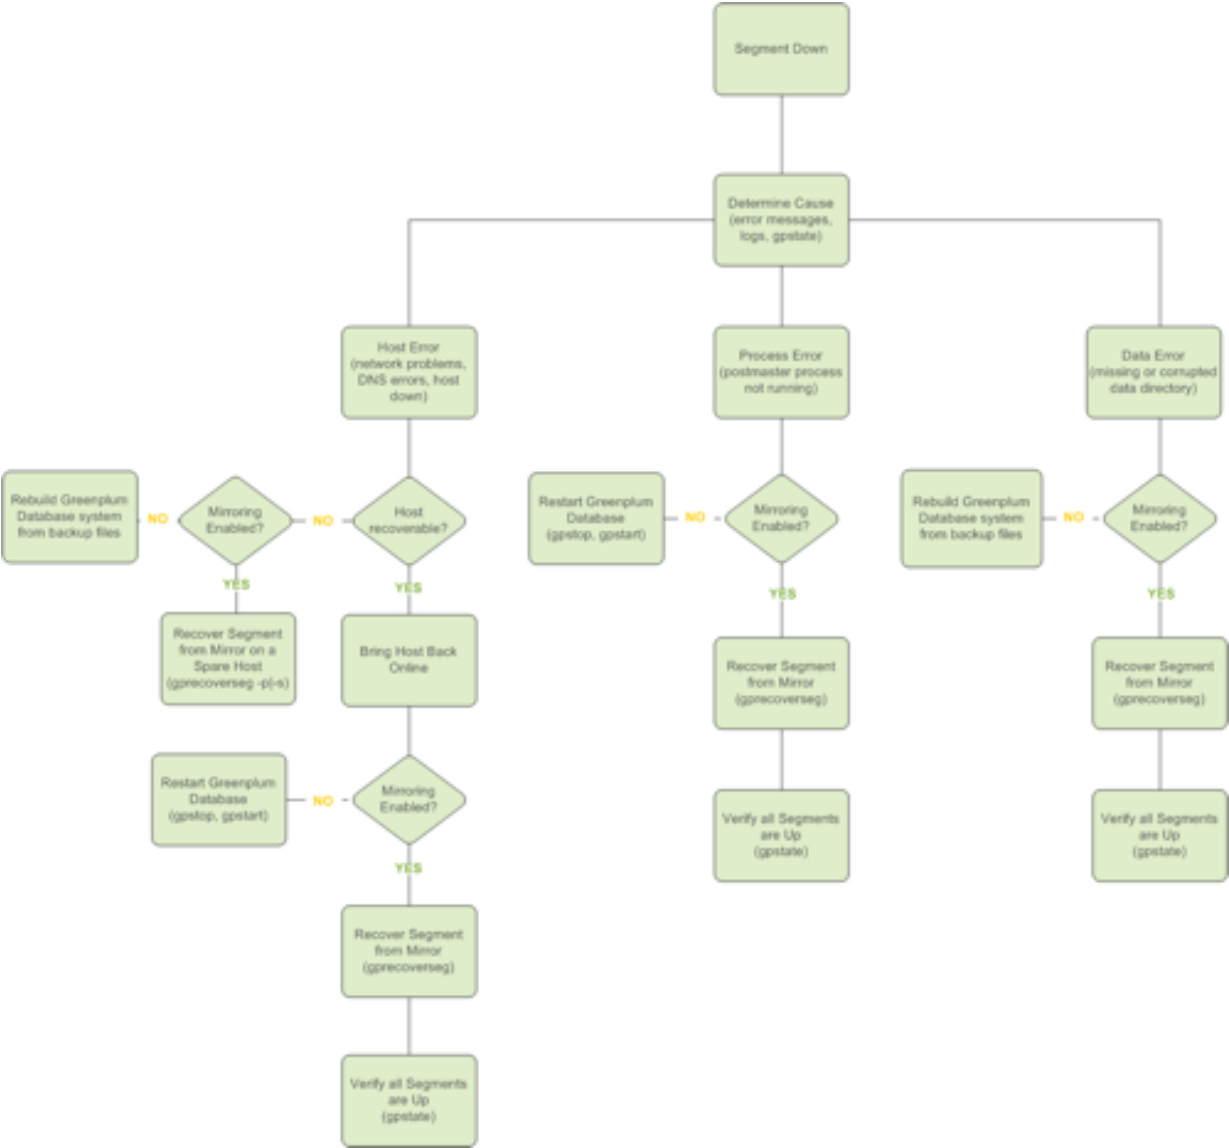 Segment Down
Determine Cause
(error messages,
logs, gpstate)
Host Error
(network problems,
DNS errors, host
down)
Process Error
(postmaster process
not running)
Data Error
(missing or corrupted
data directory)
Rebuild Greenplum
Database system
from backup files
NO
Mirroring
Enabled?
NO
Host
recoverable?
Restart Greenplum
Database
(gpstop, gpstart)
NO
Mirroring
Enabled?
Rebuild Greenplum
Database system
from backup files
NO
Mirroring
Enabled?
YES
YES
YES
YES
Recover Segment
from Mirror on a
Spare Host
(gprecoverseg -p|-s)
Bring Host Back
Online
Recover Segment
from Mirror
(gprecoverseg)
Recover Segment
from Mirror
(gprecoverseg)
Restart Greenplum
Database
(gpstop, gpstart)
NO
Mirroring
Enabled?
Verify all Segments
are Up
(gpstate)
Verify all Segments
are Up
(gpstate)
YES
Recover Segment
from Mirror
(gprecoverseg)
Verify all Segments
are Up
(gpstate)